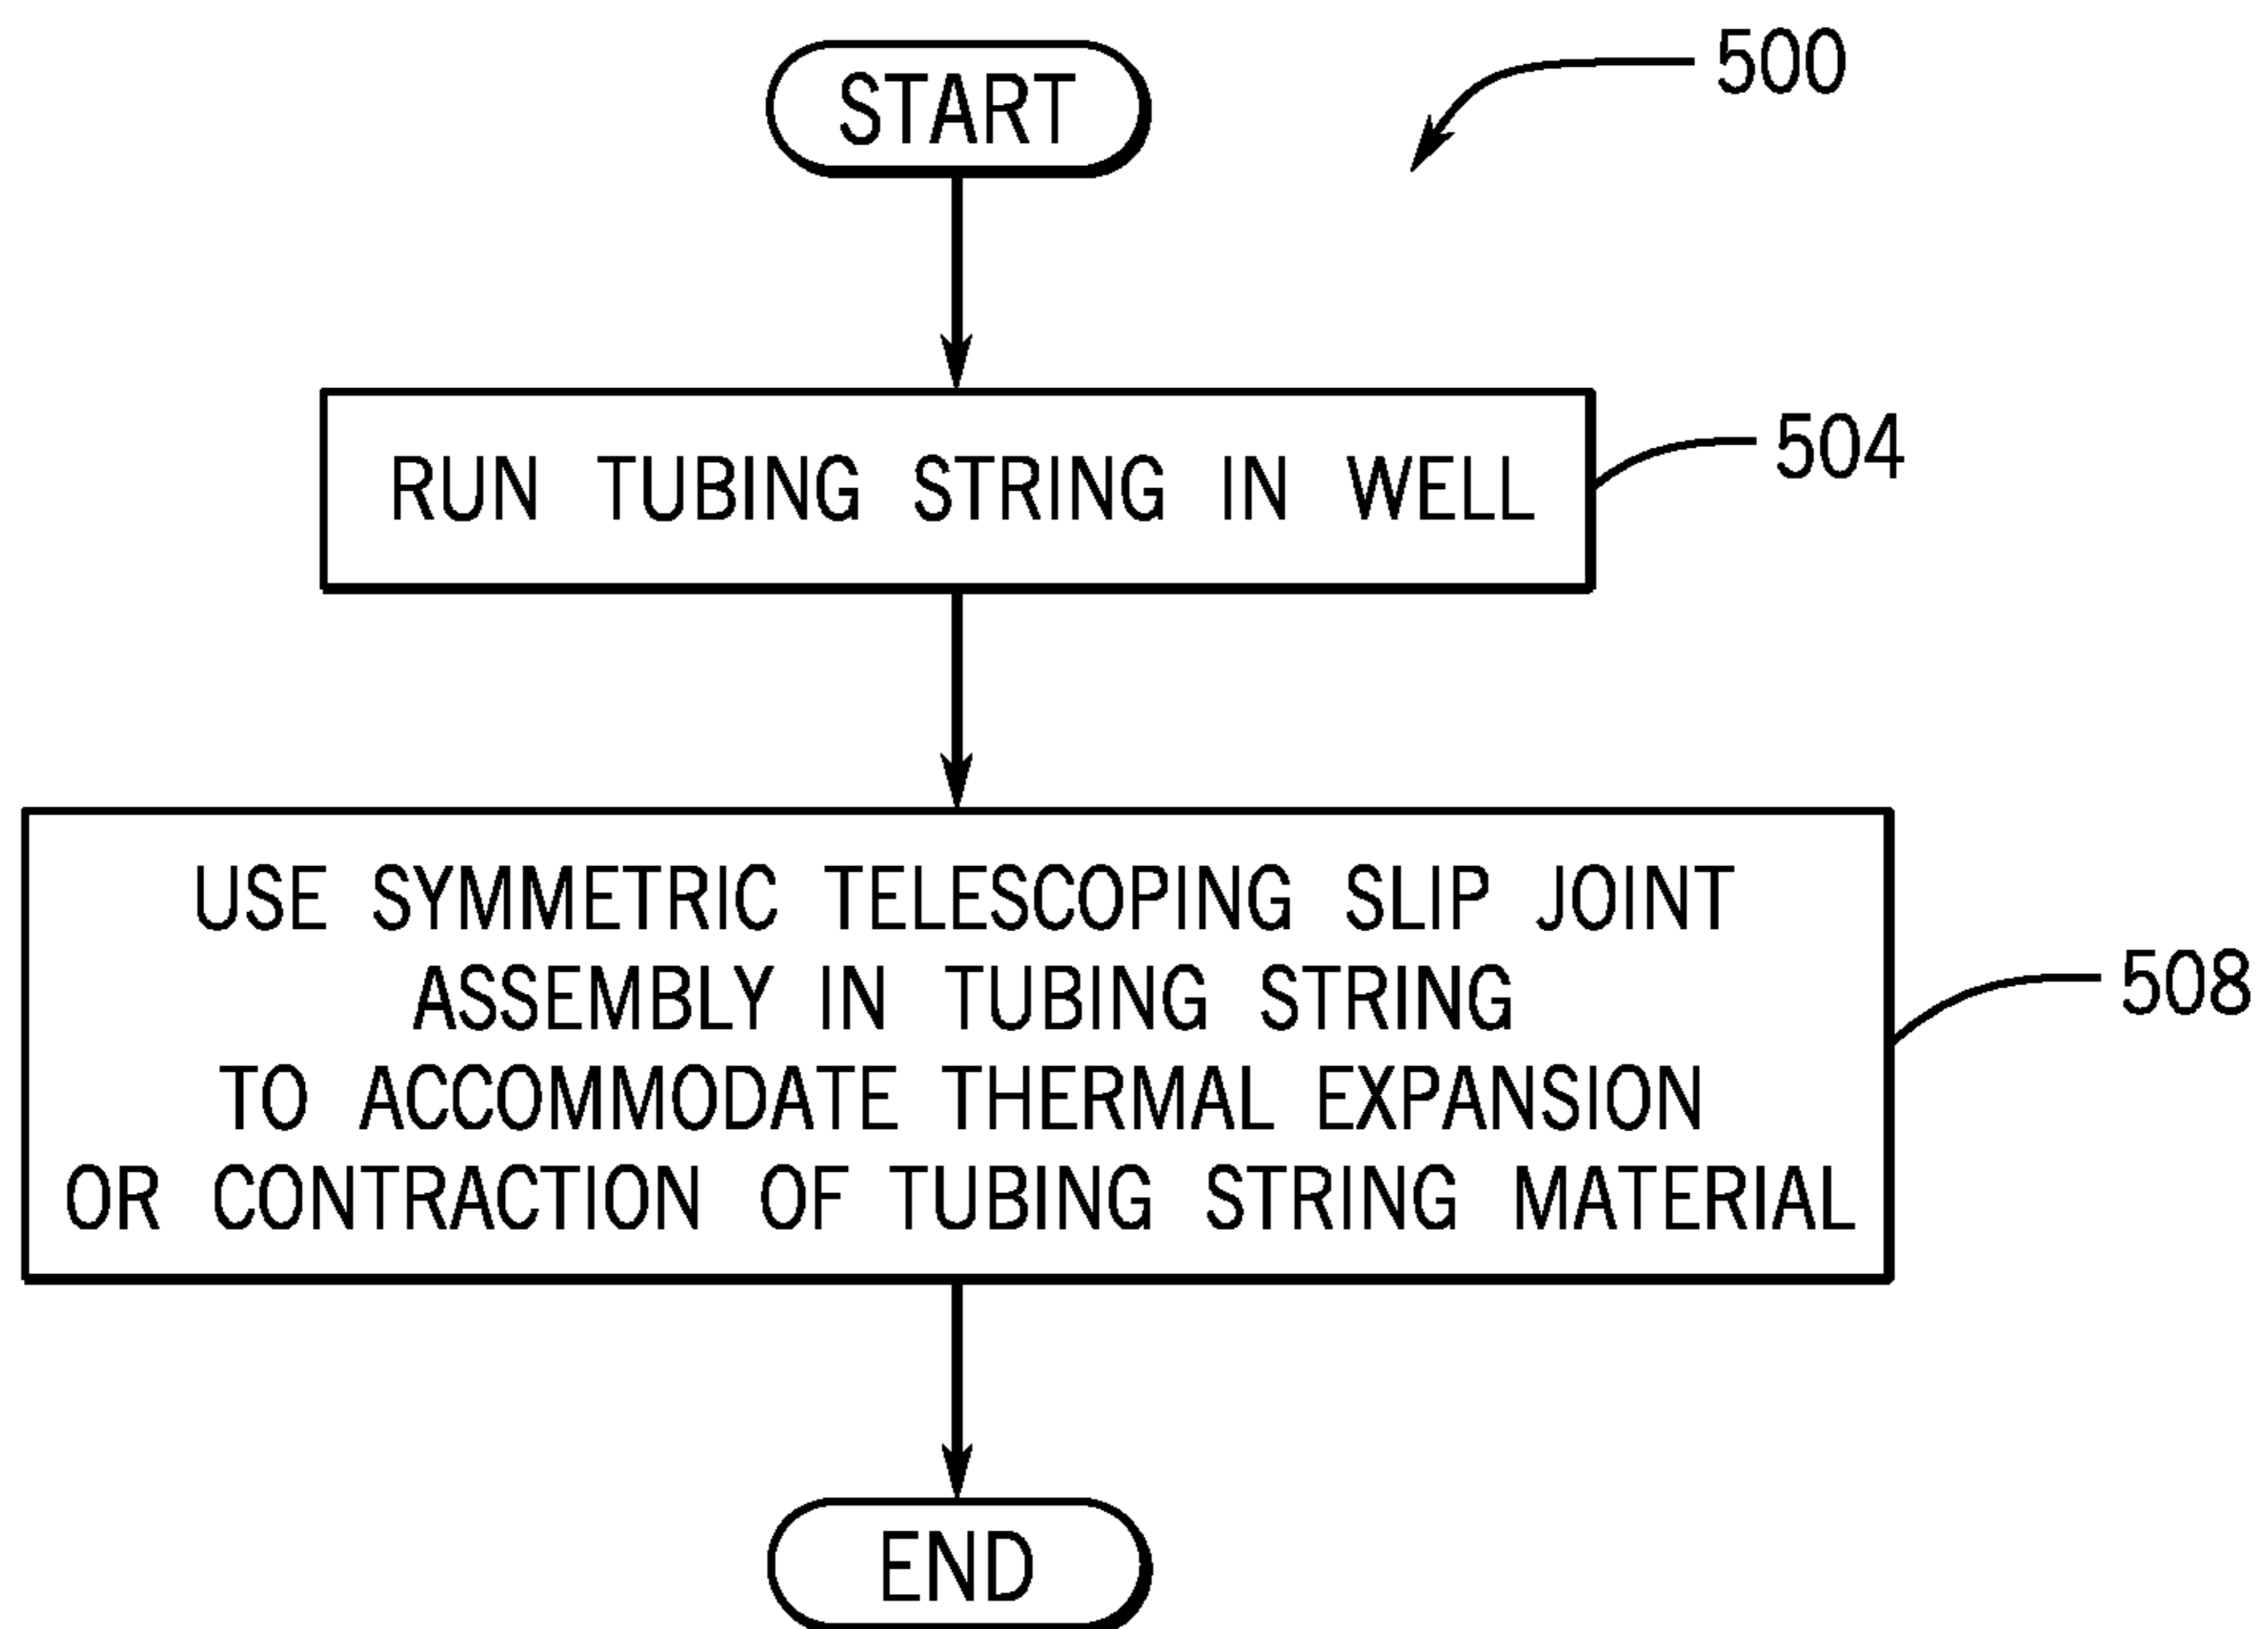 START
500
RUN TUBING STRING IN WELL
504
USE SYMMETRIC TELESCOPING SLIP JOINT
ASSEMBLY IN TUBING STRING
TO ACCOMMODATE THERMAL EXPANSION
OR CONTRACTION OF TUBING STRING MATERIAL
508
END